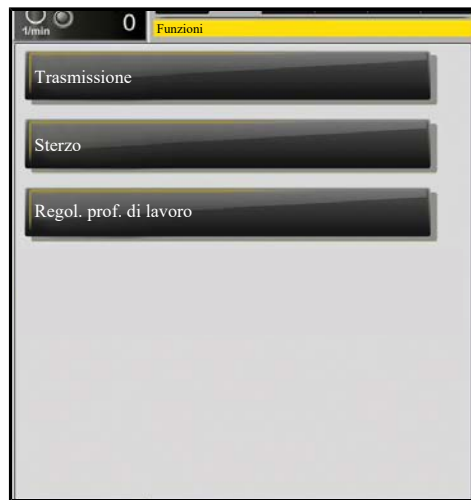 1/min
0
Funzioni
Trasmissione
Sterzo
Regol. prof. di lavoro